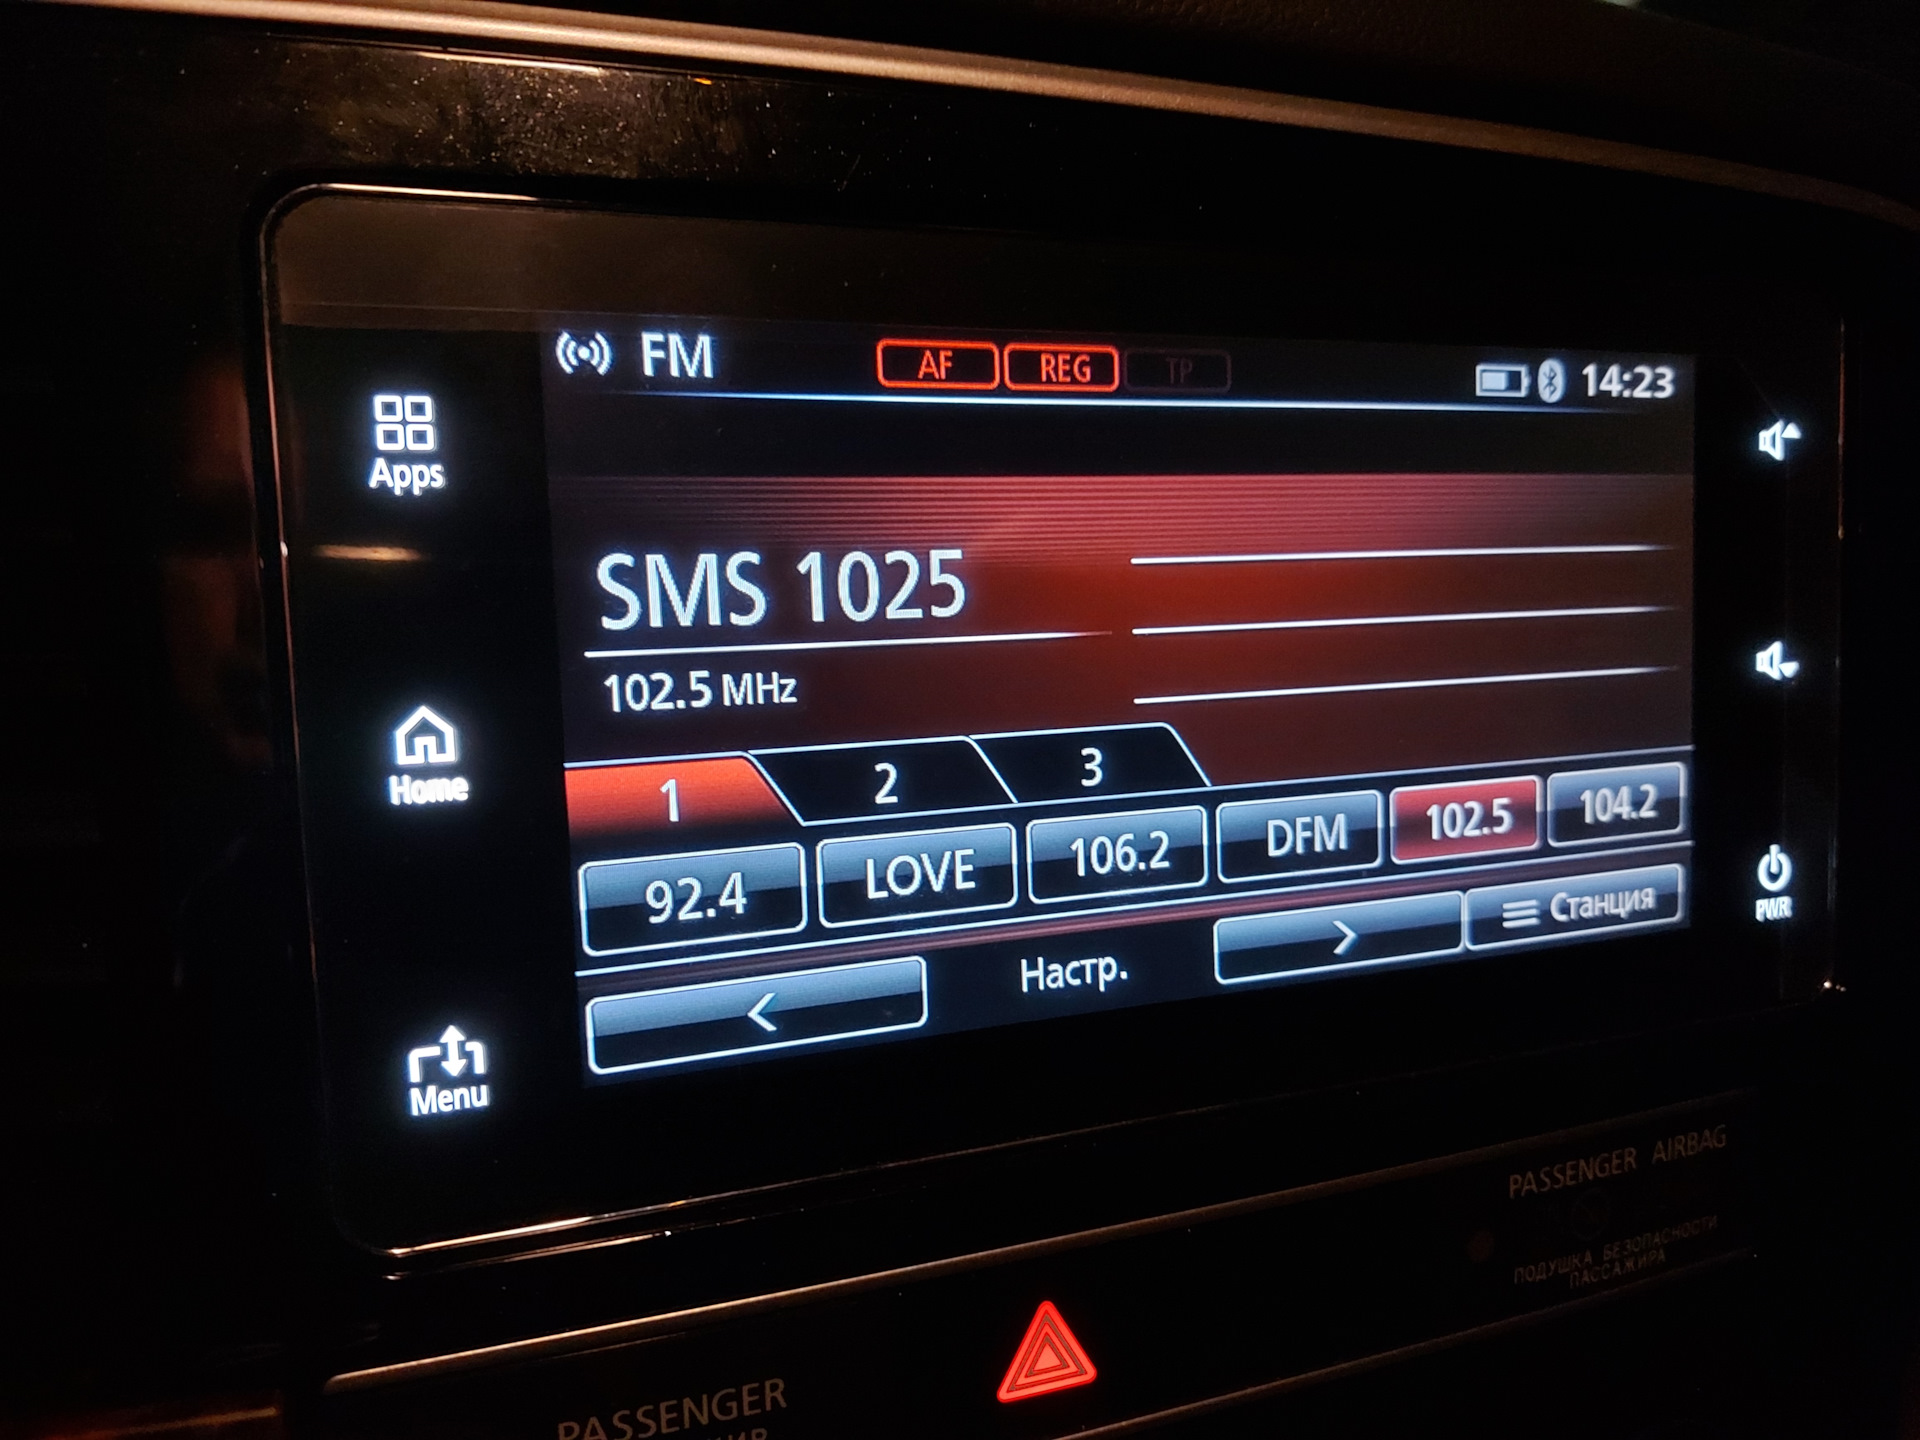 FM AF REG TP 14:23
Apps
SMS 1025
102.5 MHz
Home
1 2 3
92.4 LOVE 106.2 DFM 102.5 104.2
< Настр. > Станция
PWR
Menu
PASSENGER AIRBAG
ПОДУШКА БЕЗОПАСНОСТИ
ПАССАЖИРА
PASSENGER